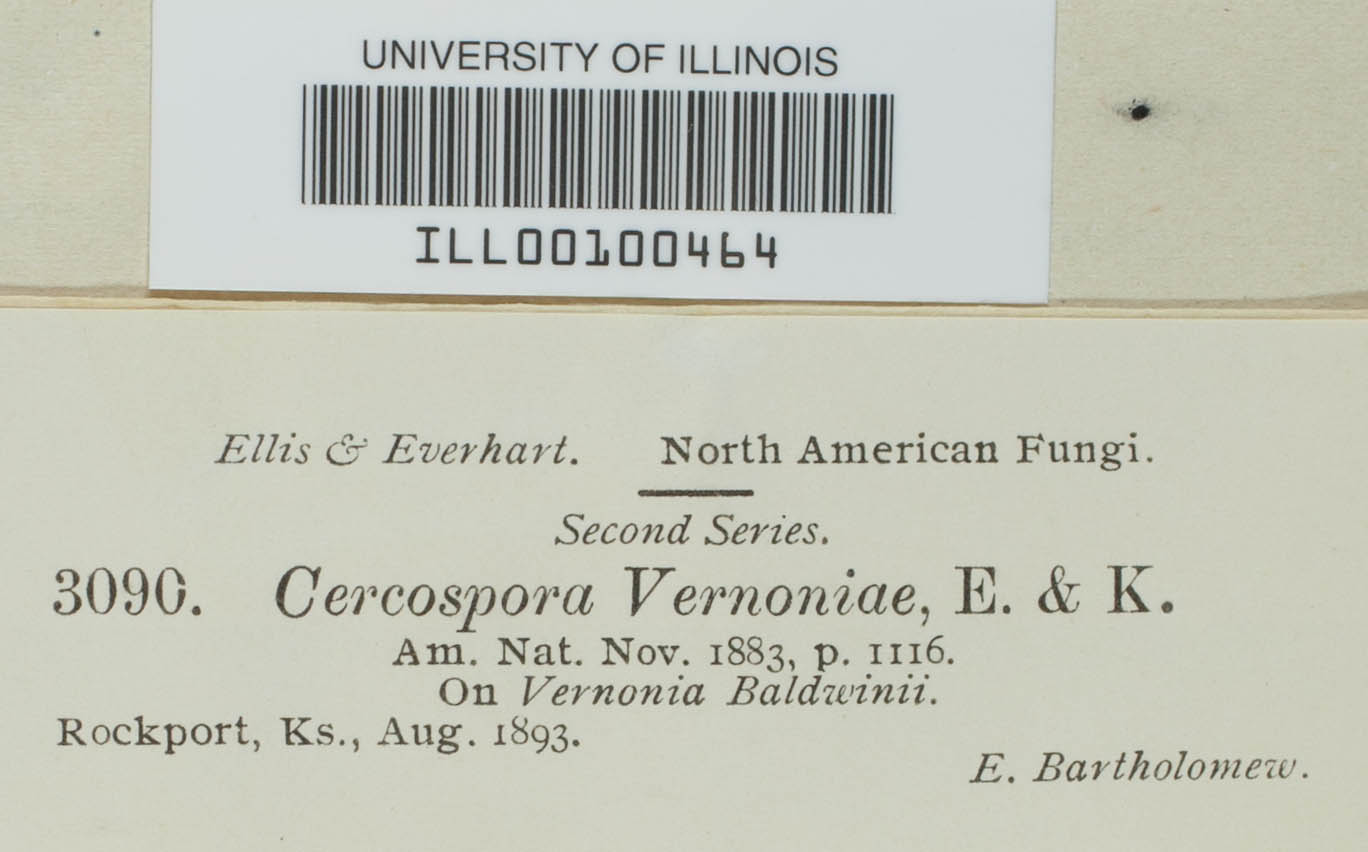 UNIVERSITY OF ILLINOIS
ILL00100464
Ellis & Everhart. North American Fungi.
Second Series.
3090. Cercospora Vernoniae, E. & K.
Am. Nat. Nov. 1883, p. 1116.
On Vernonia Baldwinii.
Rockport, Ks., Aug. 1893.
E. Bartholomew.